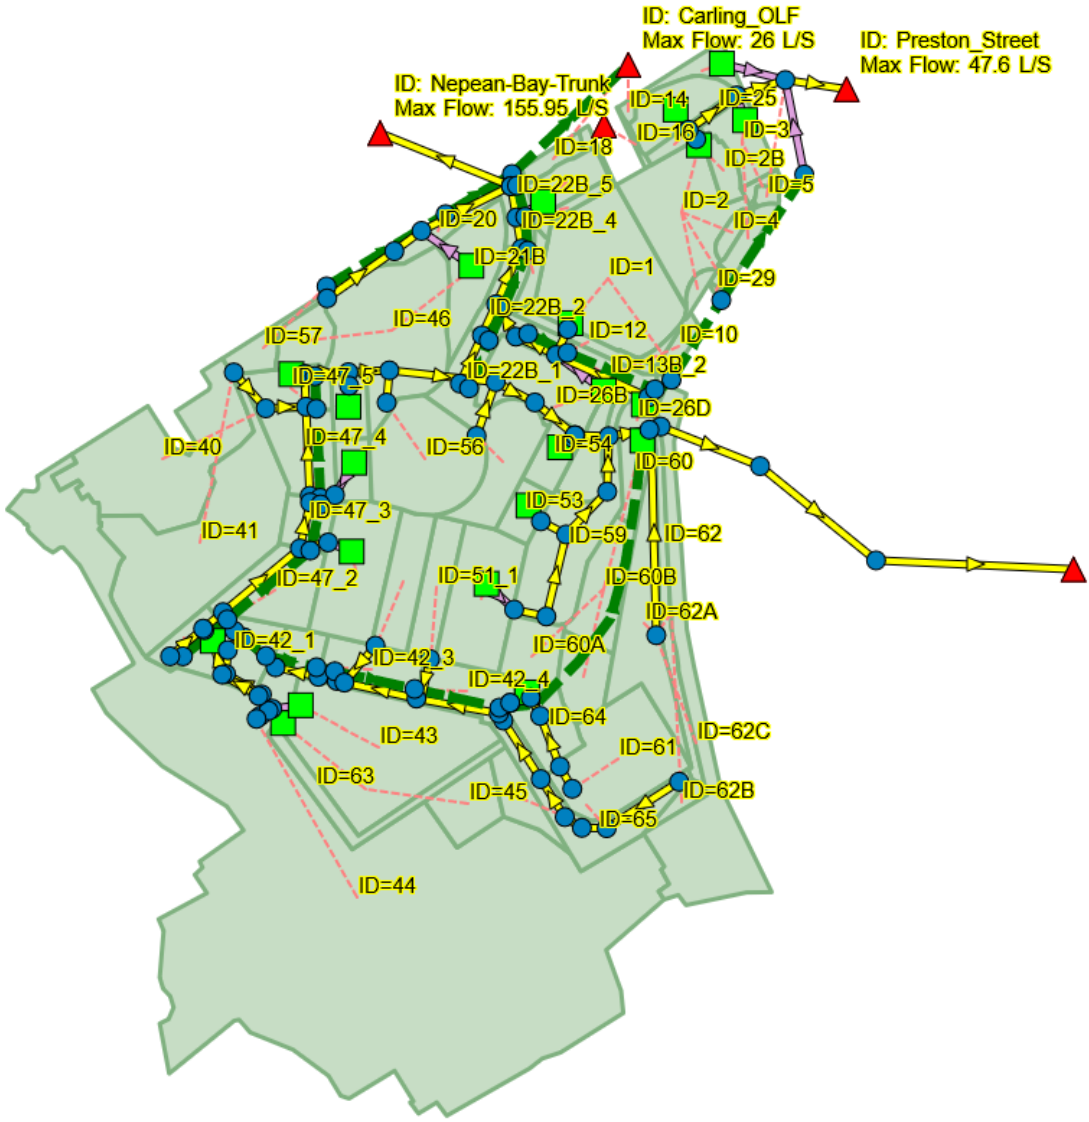 ID: Carling_OLF
Max Flow: 26 L/S
ID: Preston_Street
Max Flow: 47.6 L/S
ID: Nepean-Bay-Trunk
Max Flow: 155.95 L/S
ID=14
ID=25
ID=16
ID=3
ID=18
ID=2B
ID=22B_5
ID=5
ID=2
ID=20
ID=22B_4
ID=4
ID=21B
ID=1
ID=29
ID=22B_2
ID=46
ID=12
ID=57
ID=10
ID=13B_2
ID=47_5
ID=22B_1
ID=26B
ID=26D
ID=47_4
ID=40
ID=56
ID=54
ID=60
ID=53
ID=47_3
ID=41
ID=59
ID=62
ID=47_2
ID=51_1
ID=60B
ID=62A
ID=42_1
ID=60A
ID=42_3
ID=42_4
ID=64
ID=43
ID=62C
ID=61
ID=63
ID=45
ID=62B
ID=65
ID=44